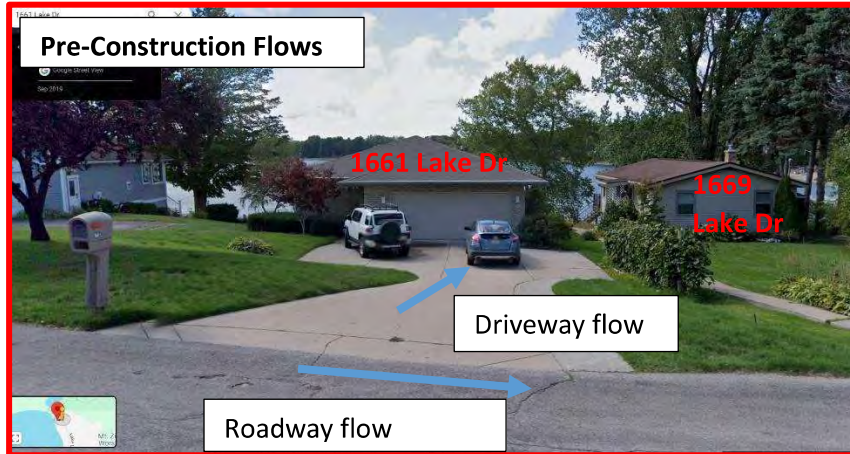 1661 Lake Dr
Pre-Construction Flows
Google Street View
Sep 2019
1661 Lake Dr
1669
Lake Dr
Driveway flow
Roadway flow